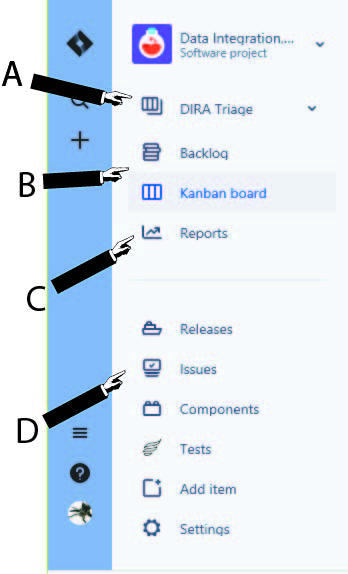 Data Integration,...
Software project
A
DIRA Triage
Backlog
B
Kanban board
Reports
C
Releases
Issues
D
Components
Tests
Add item
Settings